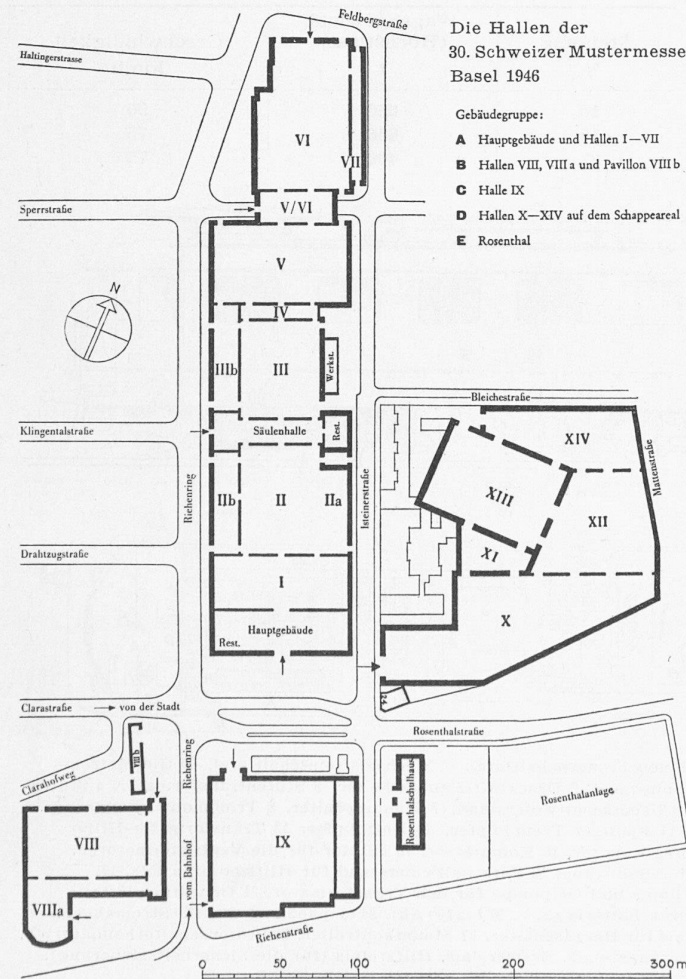 Feldbergstraße
Die Hallen der
30. Schweizer Mustermesse
Basel 1946
Haltingerstrasse
Gebäudegruppe:
A Hauptgebäude und Hallen I—VII
B Hallen VIII, VIII a und Pavillon VIII b
C Halle IX
D Hallen X—XIV auf dem Schappeareal
E Rosenthal
VI
VII
Sperrstraße
V/VI
V
N
IV
IIIb
III
Werkst.
Bleichestraße
Klingentalstraße
Säulenhalle
Rest.
XIV
Mattenstraße
Riehenring
IIb
II
IIa
Isteinerstraße
XIII
XII
XI
Drahtzugstraße
I
X
Hauptgebäude
Rest.
24
Clarastraße
von der Stadt
Rosenthalstraße
VIII b
Clarahofweg
Riehenring
Rosenthalschulhaus
Rosenthalanlage
VIII
IX
VIIIa
vom Bahnhof
Riehenstraße
0 50 100 200 300 m